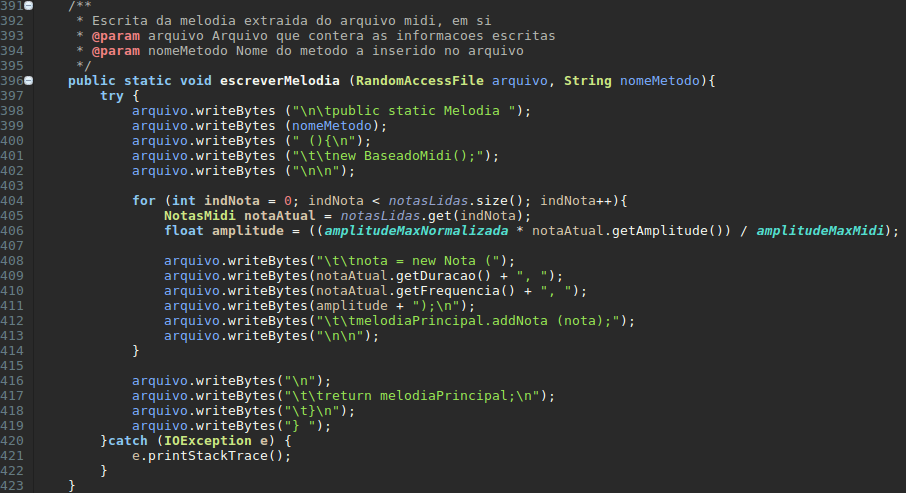 391 /**
392  * Escrita da melodia extraida do arquivo midi, em si
393  * @param arquivo Arquivo que contera as informacoes escritas
394  * @param nomeMetodo Nome do metodo a inserido no arquivo
395  */
396 public static void escreverMelodia (RandomAccessFile arquivo, String nomeMetodo){
397     try {
398         arquivo.writeBytes ("\n\tpublic static Melodia ");
399         arquivo.writeBytes (nomeMetodo);
400         arquivo.writeBytes (" (){\n");
401         arquivo.writeBytes ("\t\tnew BaseadoMidi();");
402         arquivo.writeBytes ("\n\n");
403
404         for (int indNota = 0; indNota < notasLidas.size(); indNota++){
405             NotasMidi notaAtual = notasLidas.get(indNota);
406             float amplitude = ((amplitudeMaxNormalizada * notaAtual.getAmplitude()) / amplitudeMaxMidi);
407
408             arquivo.writeBytes("\t\tnota = new Nota (");
409             arquivo.writeBytes(notaAtual.getDuracao() + ", ");
410             arquivo.writeBytes(notaAtual.getFrequencia() + ", ");
411             arquivo.writeBytes(amplitude + ");\n");
412             arquivo.writeBytes("\t\tmelodiaPrincipal.addNota (nota);");
413             arquivo.writeBytes("\n\n");
414         }
415
416         arquivo.writeBytes("\n");
417         arquivo.writeBytes("\t\treturn melodiaPrincipal;\n");
418         arquivo.writeBytes("\t}\n");
419         arquivo.writeBytes("} ");
420     }catch (IOException e) {
421         e.printStackTrace();
422     }
423 }